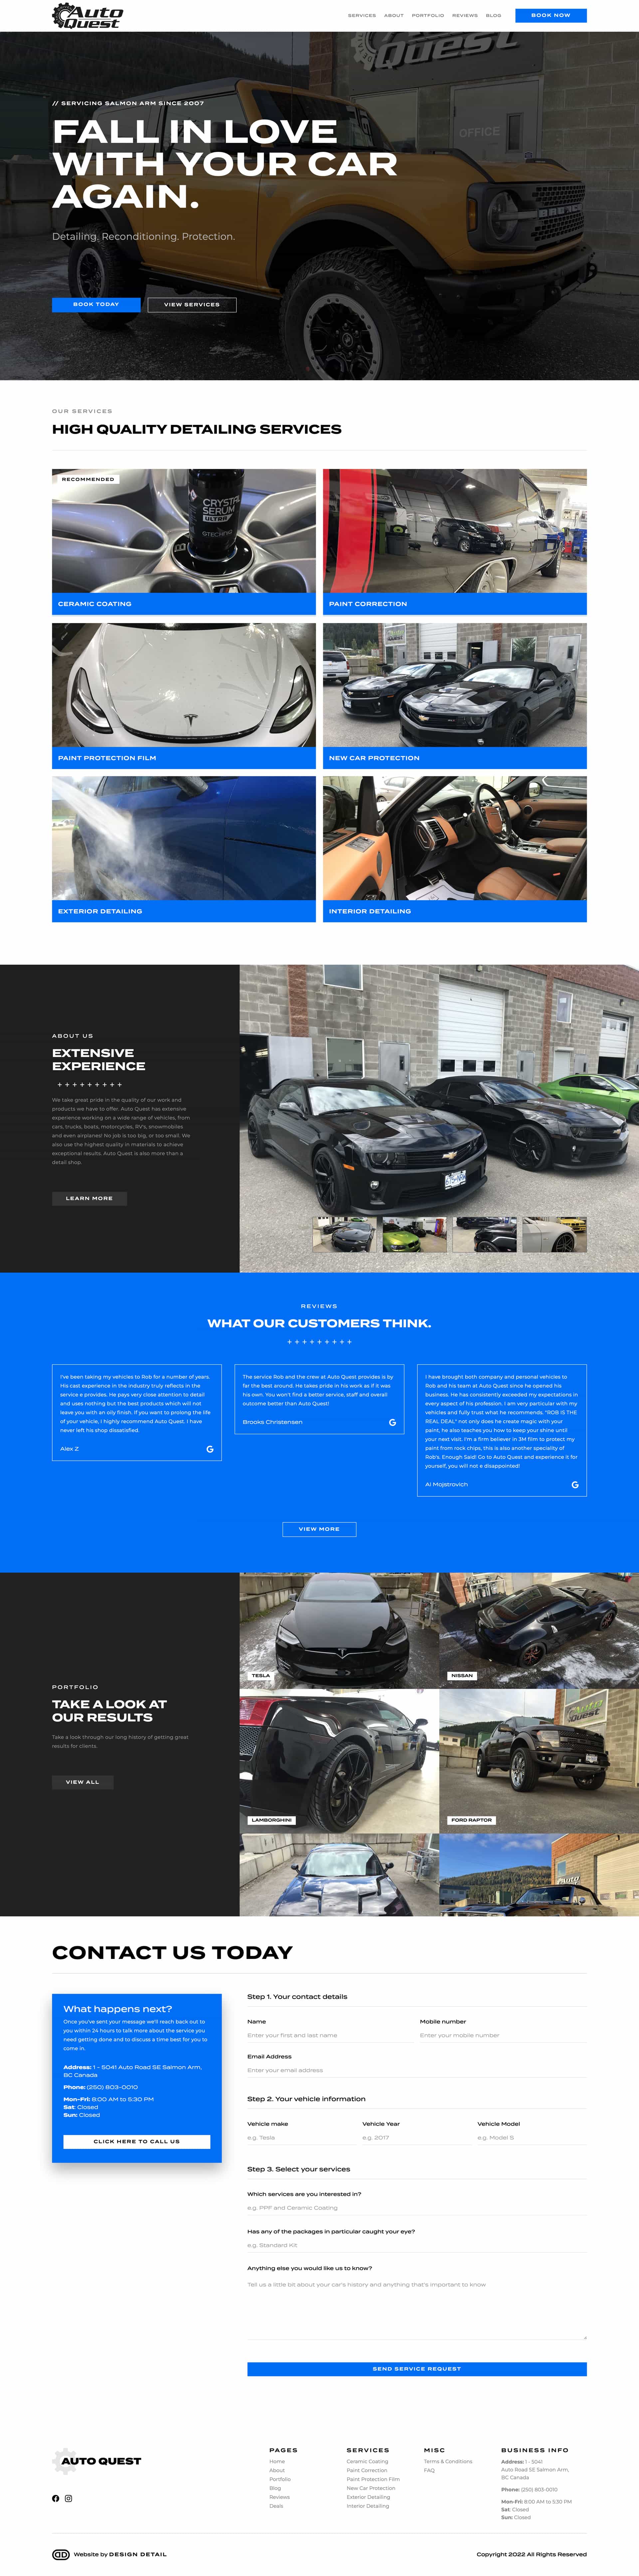 Auto Quest
SERVICES ABOUT PORTFOLIO REVIEWS BLOG BOOK NOW
// SERVICING SALMON ARM SINCE 2007
FALL IN LOVE
WITH YOUR CAR
AGAIN.
Detailing. Reconditioning. Protection.
BOOK TODAY VIEW SERVICES
Quest
OFFICE
BRONCO
OUR SERVICES
HIGH QUALITY DETAILING SERVICES
RECOMMENDED
CRYSTAL
SERUM
ULTRA
GTECHNIQ
CERAMIC COATING
PAINT CORRECTION
PAINT PROTECTION FILM
NEW CAR PROTECTION
EXTERIOR DETAILING
INTERIOR DETAILING
ABOUT US
EXTENSIVE
EXPERIENCE
+ + + + + + + + +
We take great pride in the quality of our work and
products we have to offer. Auto Quest has extensive
experience working on a wide range of vehicles, from
cars, trucks, boats, motorcycles, RV's, snowmobiles
and even airplanes! No job is too big, or too small. We
also use the highest quality in materials to achieve
exceptional results. Auto Quest is also more than a
detail shop.
LEARN MORE
REVIEWS
WHAT OUR CUSTOMERS THINK.
+ + + + + + + + +
I've been taking my vehicles to Rob for a number of years.
His cast experience in the industry truly reflects in the
service e provides. He pays very close attention to detail
and uses nothing but the best products which will not
leave you with an oily finish. If you want to prolong the life
of your vehicle, I highly recommend Auto Quest. I have
never left his shop dissatisfied.
Alex Z
G
The service Rob and the crew at Auto Quest provides is by
far the best around. He takes pride in his work as if it was
his own. You won't find a better service, staff and overall
outcome better than Auto Quest!
Brooks Christensen
G
I have brought both company and personal vehicles to
Rob and his team at Auto Quest since he opened his
business. He has consistently exceeded my expectations in
every aspect of his profession. I am very particular with my
vehicles and fully trust what he recommends. "ROB IS THE
REAL DEAL" not only does he create magic with your
paint, he also teaches you how to keep your shine until
your next visit. I'm a firm believer in 3M film to protect my
paint from rock chips, this is also another speciality of
Rob's. Enough Said! Go to Auto Quest and experience it for
yourself, you will not e disappointed!
Al Mojstrovich
G
VIEW MORE
PORTFOLIO
TAKE A LOOK AT
OUR RESULTS
Take a look through our long history of getting great
results for clients.
VIEW ALL
TESLA
NISSAN
LAMBORGHINI
Auto
Quest
FORD RAPTOR
Auto
CONTACT US TODAY
What happens next?
Once you've sent your message we'll reach back out to
you within 24 hours to talk more about the service you
need getting done and to discuss a time best for you to
come in.
Address: 1 - 5041 Auto Road SE Salmon Arm,
BC Canada
Phone: (250) 803-0010
Mon-Fri: 8:00 AM to 5:30 PM
Sat: Closed
Sun: Closed
CLICK HERE TO CALL US
Step 1. Your contact details
Name Mobile number
Enter your first and last name Enter your mobile number
Email Address
Enter your email address
Step 2. Your vehicle information
Vehicle make Vehicle Year Vehicle Model
e.g. Tesla e.g. 2017 e.g. Model S
Step 3. Select your services
Which services are you interested in?
e.g. PPF and Ceramic Coating
Has any of the packages in particular caught your eye?
e.g. Standard Kit
Anything else you would like us to know?
Tell us a little bit about your car's history and anything that's important to know
SEND SERVICE REQUEST
AUTO QUEST
PAGES
Home
About
Portfolio
Blog
Reviews
Deals
SERVICES
Ceramic Coating
Paint Correction
Paint Protection Film
New Car Protection
Exterior Detailing
Interior Detailing
MISC
Terms & Conditions
FAQ
BUSINESS INFO
Address: 1 - 5041
Auto Road SE Salmon Arm,
BC Canada
Phone: (250) 803-0010
Mon-Fri: 8:00 AM to 5:30 PM
Sat: Closed
Sun: Closed
Website by DESIGN DETAIL
Copyright 2022 All Rights Reserved